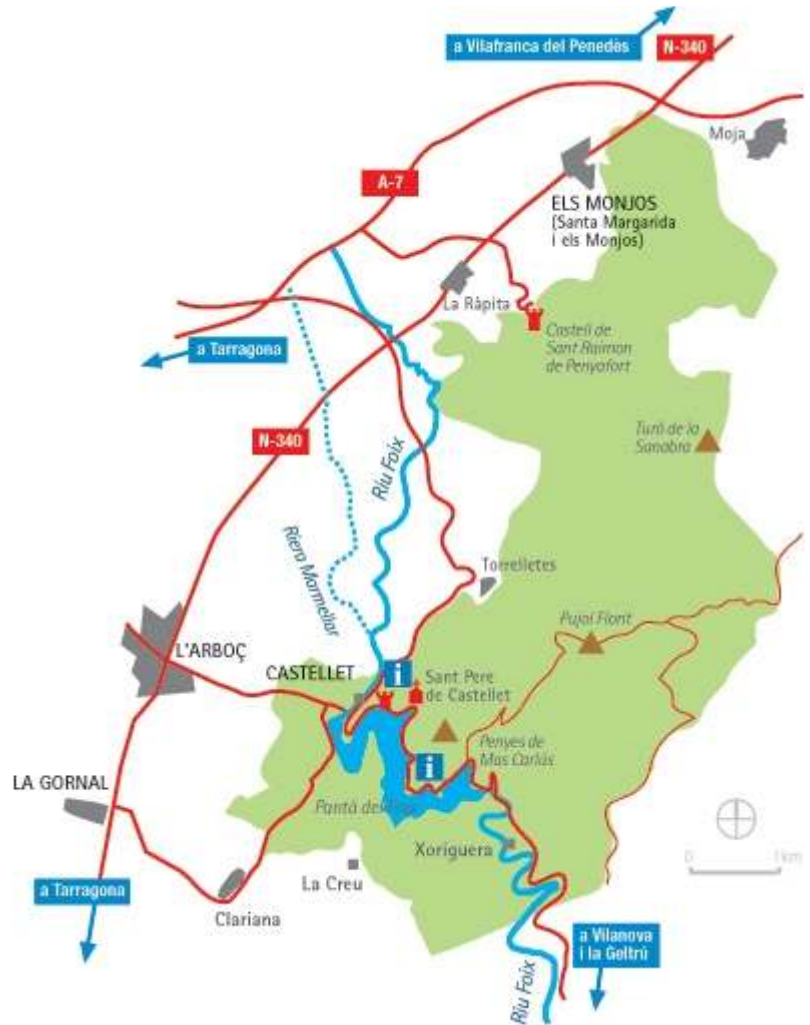 a Vilafranca del Penedès
N-340
Moja
A-7
ELS MONJOS
(Santa Margarida
i els Monjos)
La Ràpita
Castell de
Sant Raimon
de Penyafort
a Tarragona
Turó de la
Sanabra
N-340
Riu Foix
Riera Marmellar
Torrelletes
Pujol Flont
L'ARBOÇ
CASTELLET
i
Sant Pere
de Castellet
Penyes de
Mas Carlús
i
LA GORNAL
Pantà del
Xoriguera
0 1km
La Creu
a Tarragona
Clariana
a Vilanova
i la Geltrú
Riu Foix